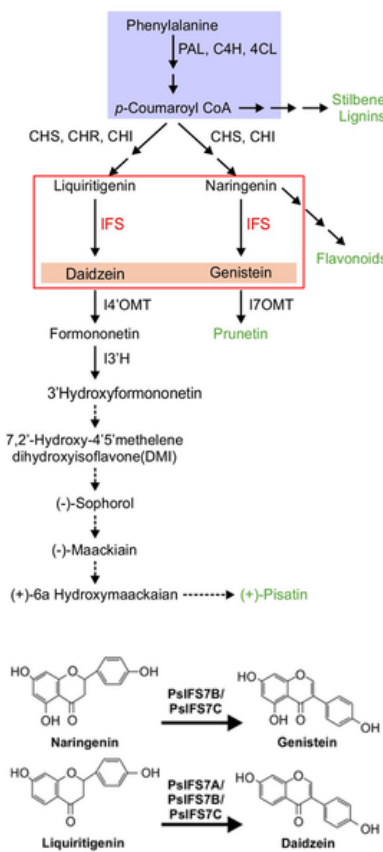 Phenylalanine
PAL, C4H, 4CL
p-Coumaroyl CoA
Stilbene
Lignins
CHS, CHR, CHI
CHS, CHI
Liquiritigenin
Naringenin
IFS
IFS
Flavonoids
Daidzein
Genistein
I4'OMT
I7OMT
Formononetin
Prunetin
I3'H
3'Hydroxyformononetin
7,2'-Hydroxy-4'5'methelene
dihydroxyisoflavone(DMI)
(-)-Sophorol
(-)-Maackiain
(+)-6a Hydroxymaackaian
(+)-Pisatin
OH
HO
O
OH
O
Naringenin
PsIFS7B/
PsIFS7C
HO
O
OH
O
OH
Genistein
OH
HO
O
O
Liquiritigenin
PsIFS7A/
PsIFS7B/
PsIFS7C
HO
O
O
OH
Daidzein